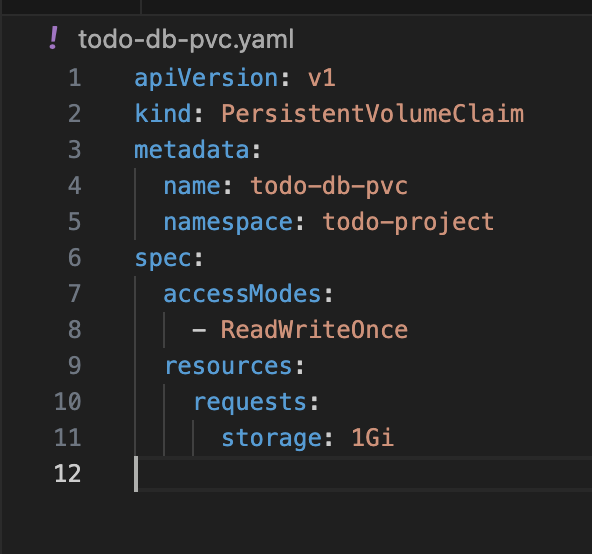 ! todo-db-pvc.yaml
1 apiVersion: v1
2 kind: PersistentVolumeClaim
3 metadata:
4   name: todo-db-pvc
5   namespace: todo-project
6 spec:
7   accessModes:
8     - ReadWriteOnce
9   resources:
10     requests:
11       storage: 1Gi
12